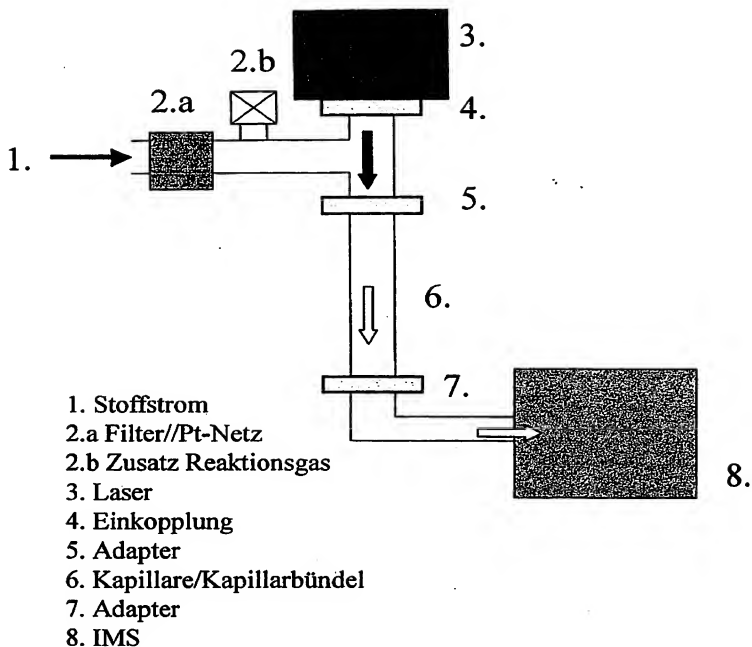 3.
2.b
4.
2.a
1.
5.
6.
7.
8.
1. Stoffstrom
2.a Filter//Pt-Netz
2.b Zusatz Reaktionsgas
3. Laser
4. Einkopplung
5. Adapter
6. Kapillare/Kapillarbündel
7. Adapter
8. IMS